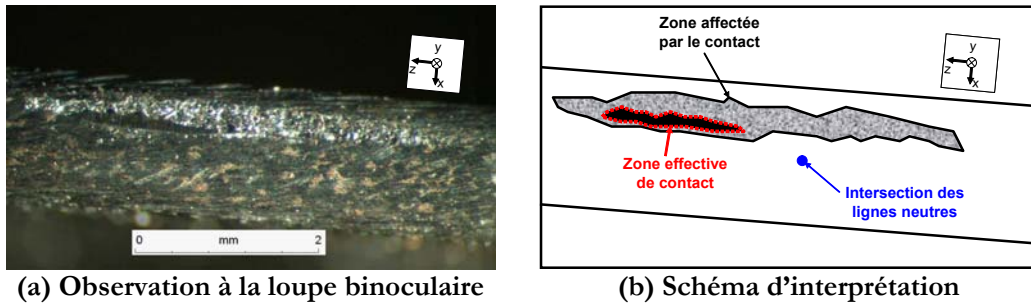 y
z
x
0 mm 2
(a) Observation à la loupe binoculaire
Zone affectée
par le contact
y
z
x
Zone effective
de contact
Intersection des
lignes neutres
(b) Schéma d'interprétation